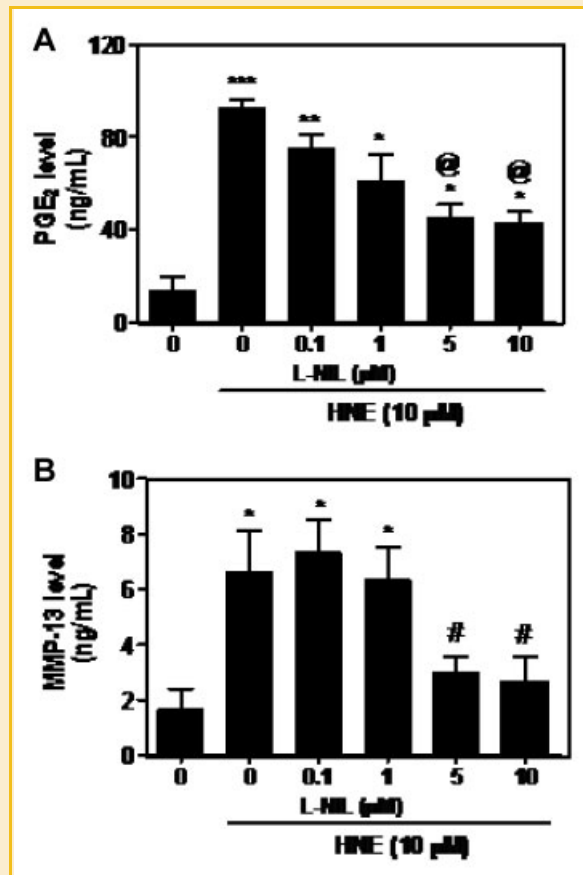 A
PGE₂ level
(ng/mL)
120
80
40
0
***
**
*
@
*
@
*
0 0 0.1 1 5 10
L-NIL (µM)
HNE (10 µM)
B
MMP-13 level
(ng/mL)
10
8
6
4
2
0
*
*
*
#
#
0 0 0.1 1 5 10
L-NIL (µM)
HNE (10 µM)